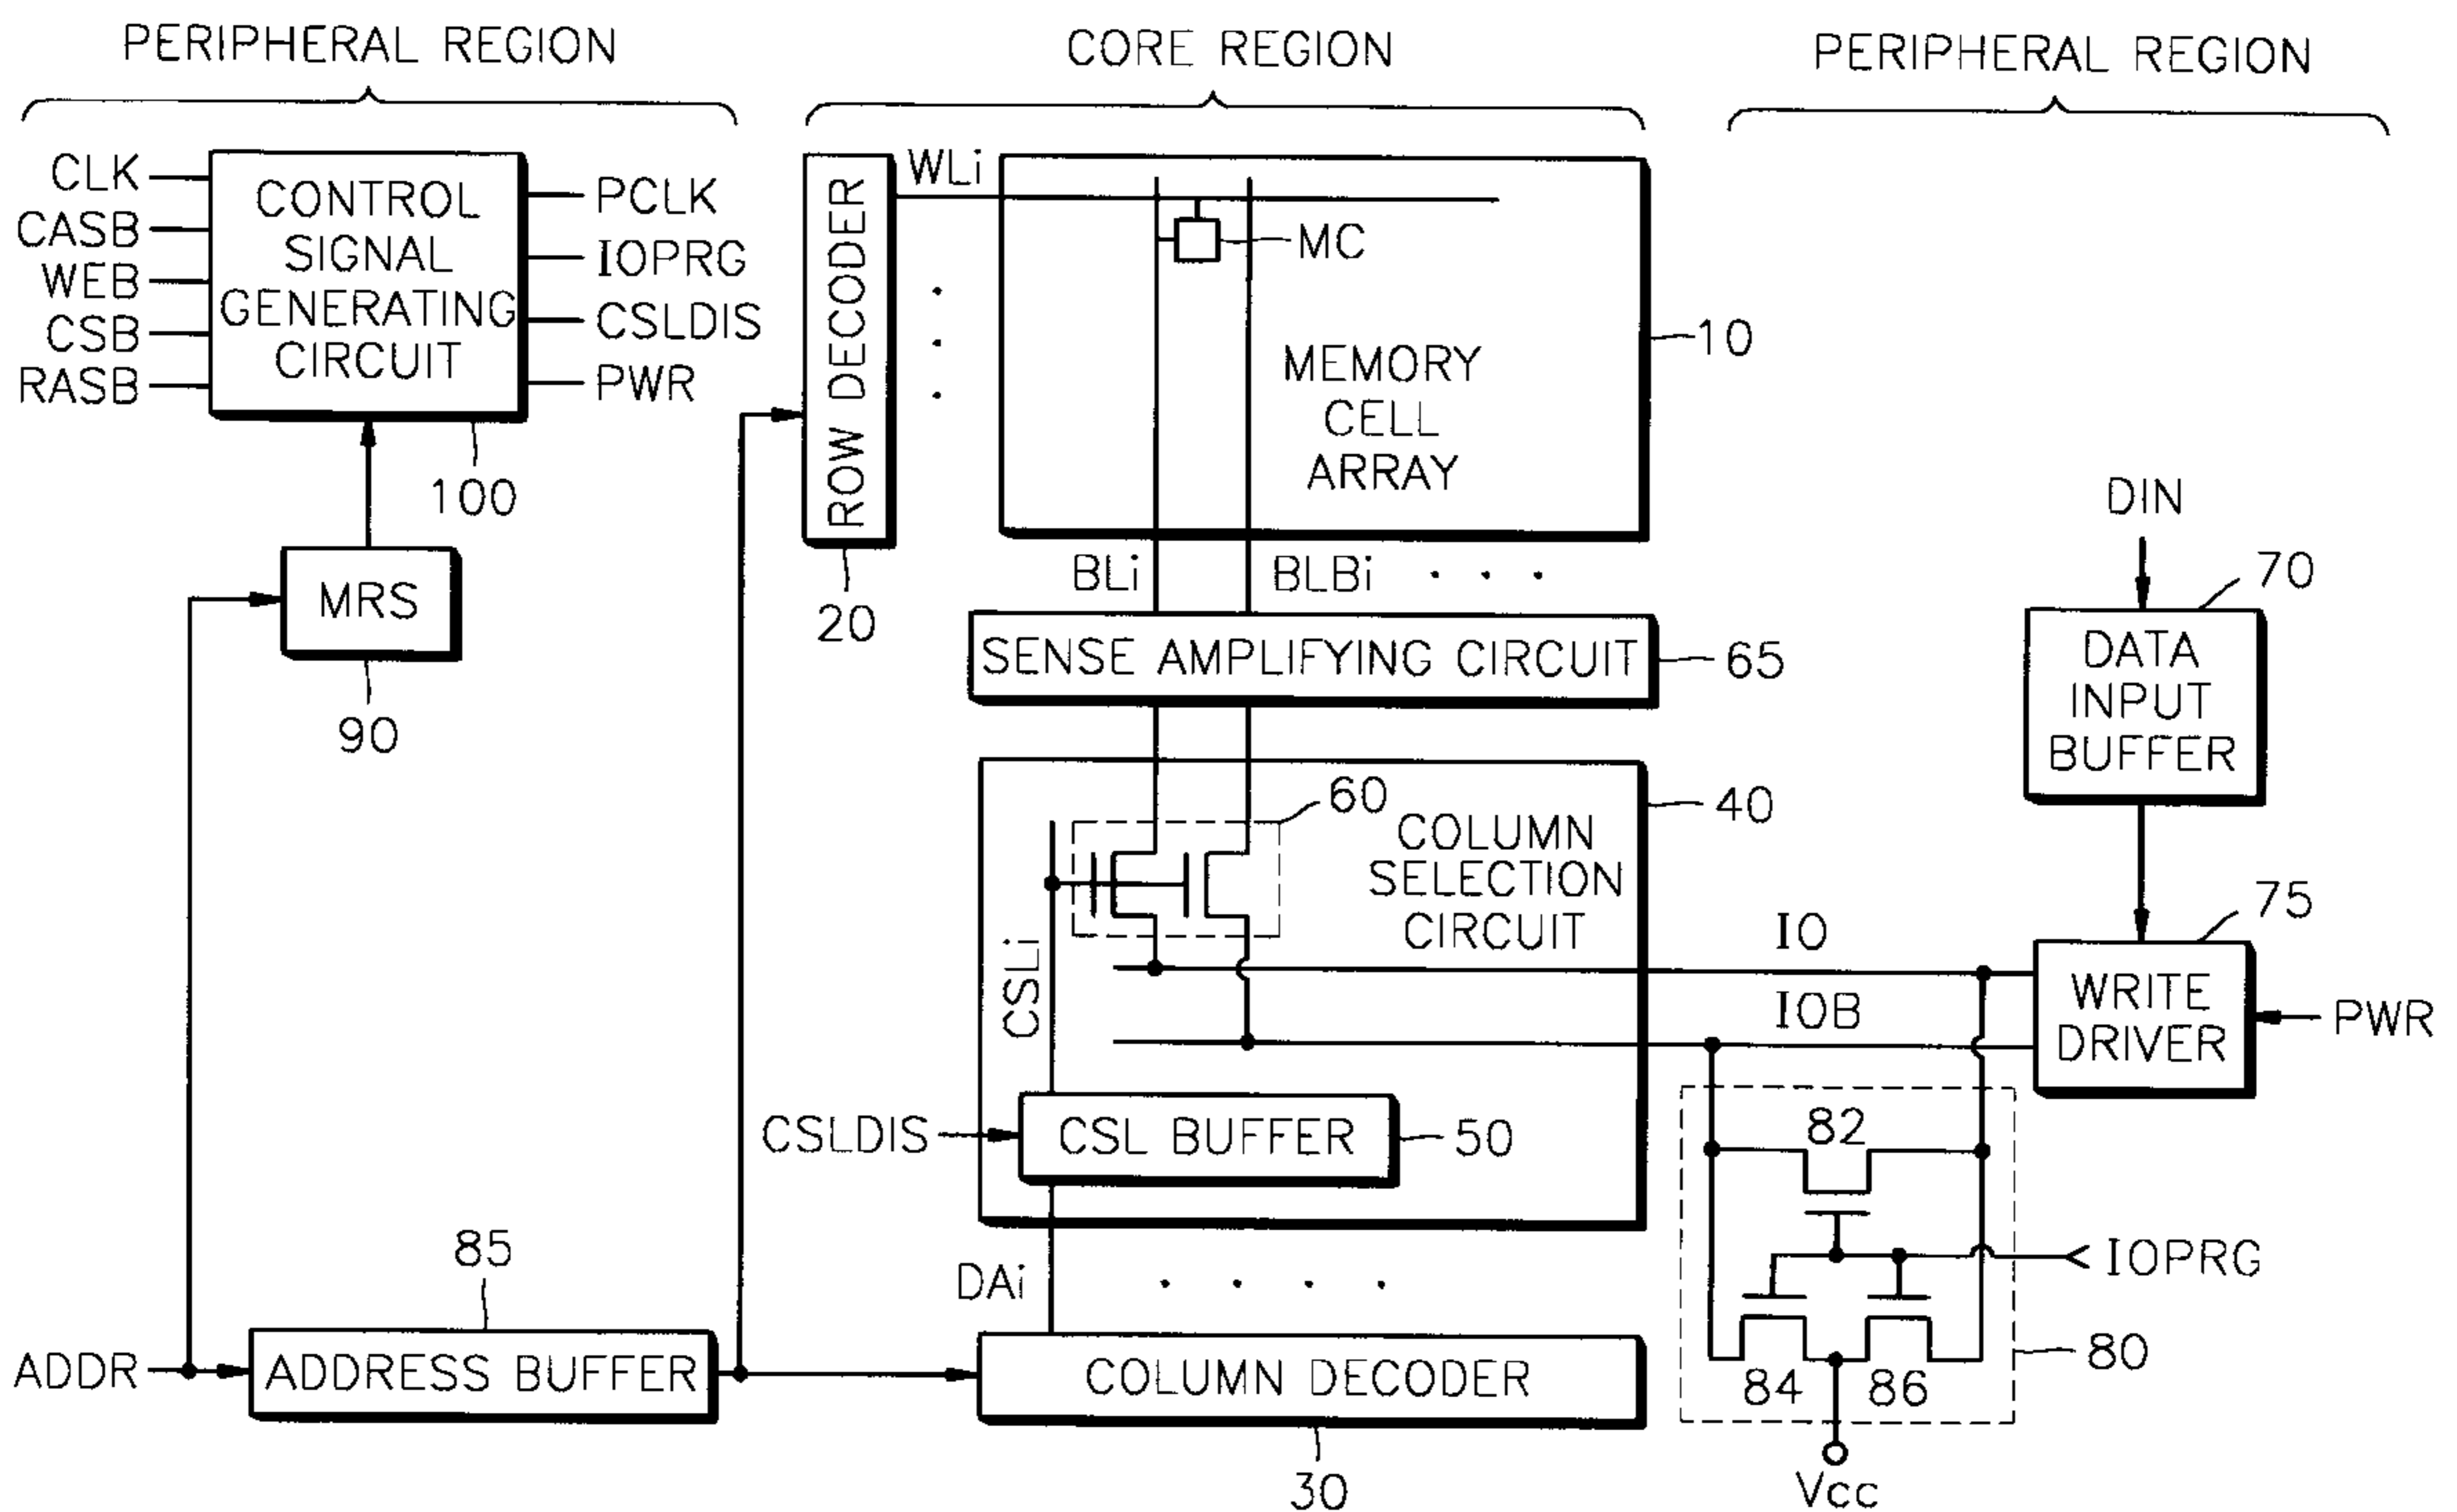 PERIPHERAL REGION
CORE REGION
PERIPHERAL REGION
CLK
CASB
WEB
CSB
RASB
CONTROL
SIGNAL
GENERATING
CIRCUIT
PCLK
IOPRG
CSLDIS
PWR
100
MRS
90
ROW DECODER
20
WLi
MC
MEMORY
CELL
ARRAY
10
BLi
BLBi
SENSE AMPLIFYING CIRCUIT
65
60
COLUMN
SELECTION
CIRCUIT
40
CSLi
CSLDIS
CSL BUFFER
50
DAi
COLUMN DECODER
30
ADDR
ADDRESS BUFFER
85
DIN
70
DATA
INPUT
BUFFER
75
WRITE
DRIVER
PWR
IO
IOB
82
IOPRG
84
86
80
Vcc